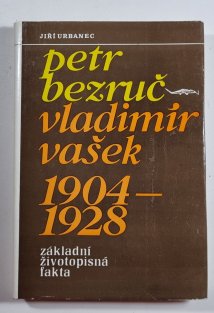 JIŘÍ URBANEC
petr
bezruč
vladimír
vašek
1904–
1928
základní
životopisná
fakta